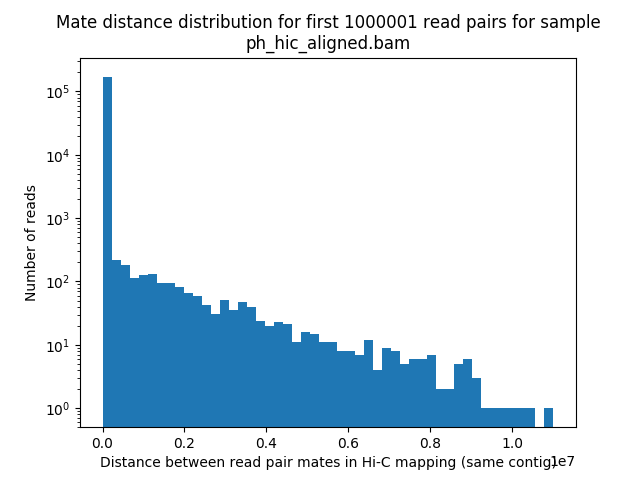 Mate distance distribution for first 1000001 read pairs for sample
ph_hic_aligned.bam
Number of reads
10^5
10^4
10^3
10^2
10^1
10^0
0.0 0.2 0.4 0.6 0.8 1.0
1e7
Distance between read pair mates in Hi-C mapping (same contig)